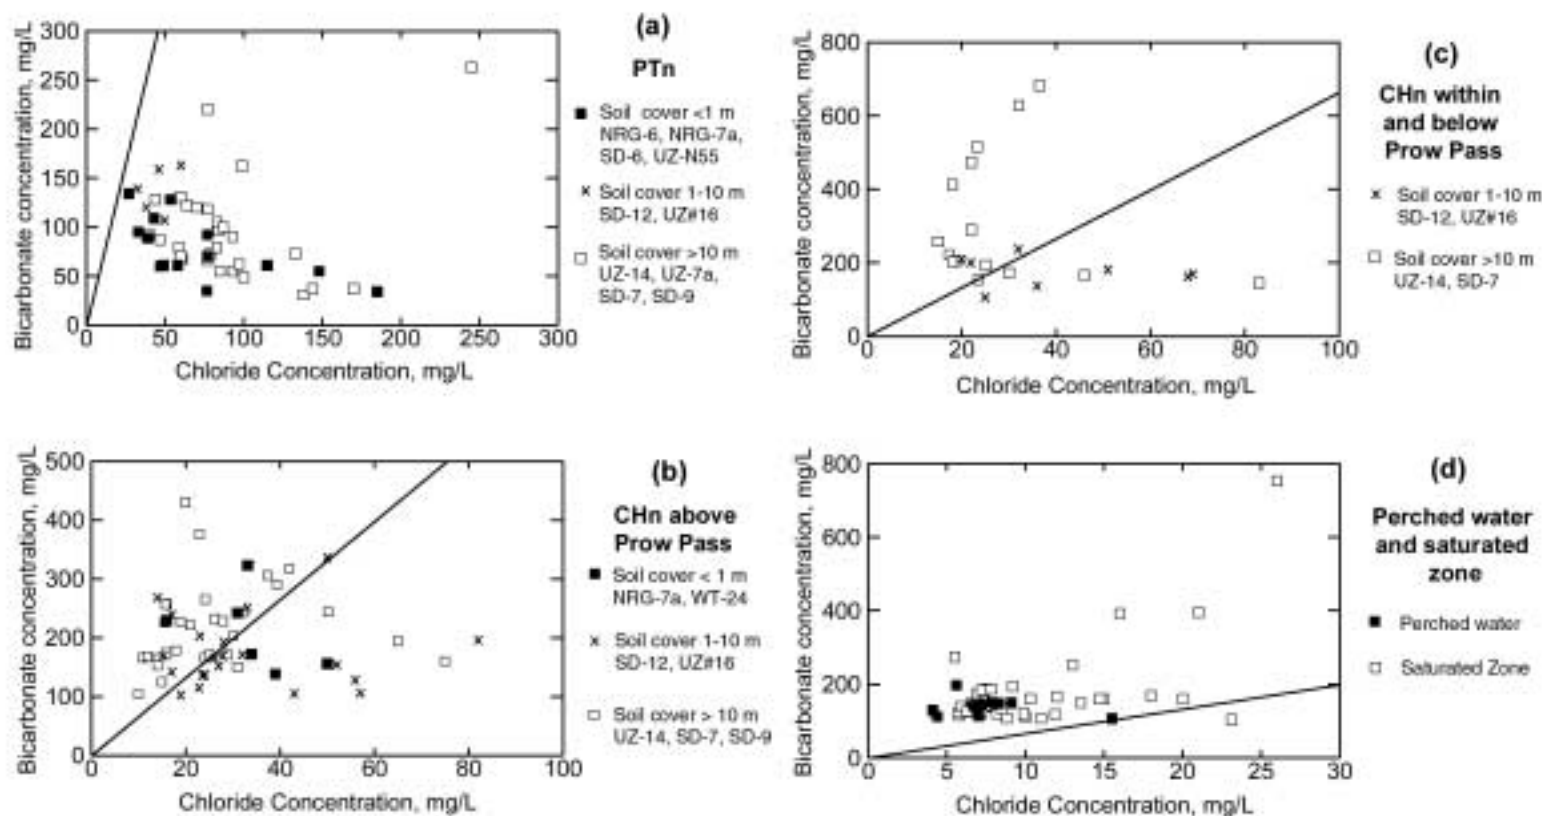 (a)
PTn
Bicarbonate concentration, mg/L
300
250
200
150
100
50
0
0 50 100 150 200 250 300
Chloride Concentration, mg/L
Soil cover <1 m
NRG-6, NRG-7a,
SD-6, UZ-N55
Soil cover 1-10 m
SD-12, UZ#16
Soil cover >10 m
UZ-14, UZ-7a,
SD-7, SD-9
(c)
CHn within
and below
Prow Pass
Bicarbonate concentration, mg/L
800
600
400
200
0
0 20 40 60 80 100
Chloride Concentration, mg/L
Soil cover 1-10 m
SD-12, UZ#16
Soil cover >10 m
UZ-14, SD-7
(b)
CHn above
Prow Pass
Bicarbonate concentration, mg/L
500
400
300
200
100
0
0 20 40 60 80 100
Chloride Concentration, mg/L
Soil cover < 1 m
NRG-7a, WT-24
Soil cover 1-10 m
SD-12, UZ#16
Soil cover > 10 m
UZ-14, SD-7, SD-9
(d)
Perched water
and saturated
zone
Bicarbonate concentration, mg/L
800
600
400
200
0
0 5 10 15 20 25 30
Chloride Concentration, mg/L
Perched water
Saturated Zone